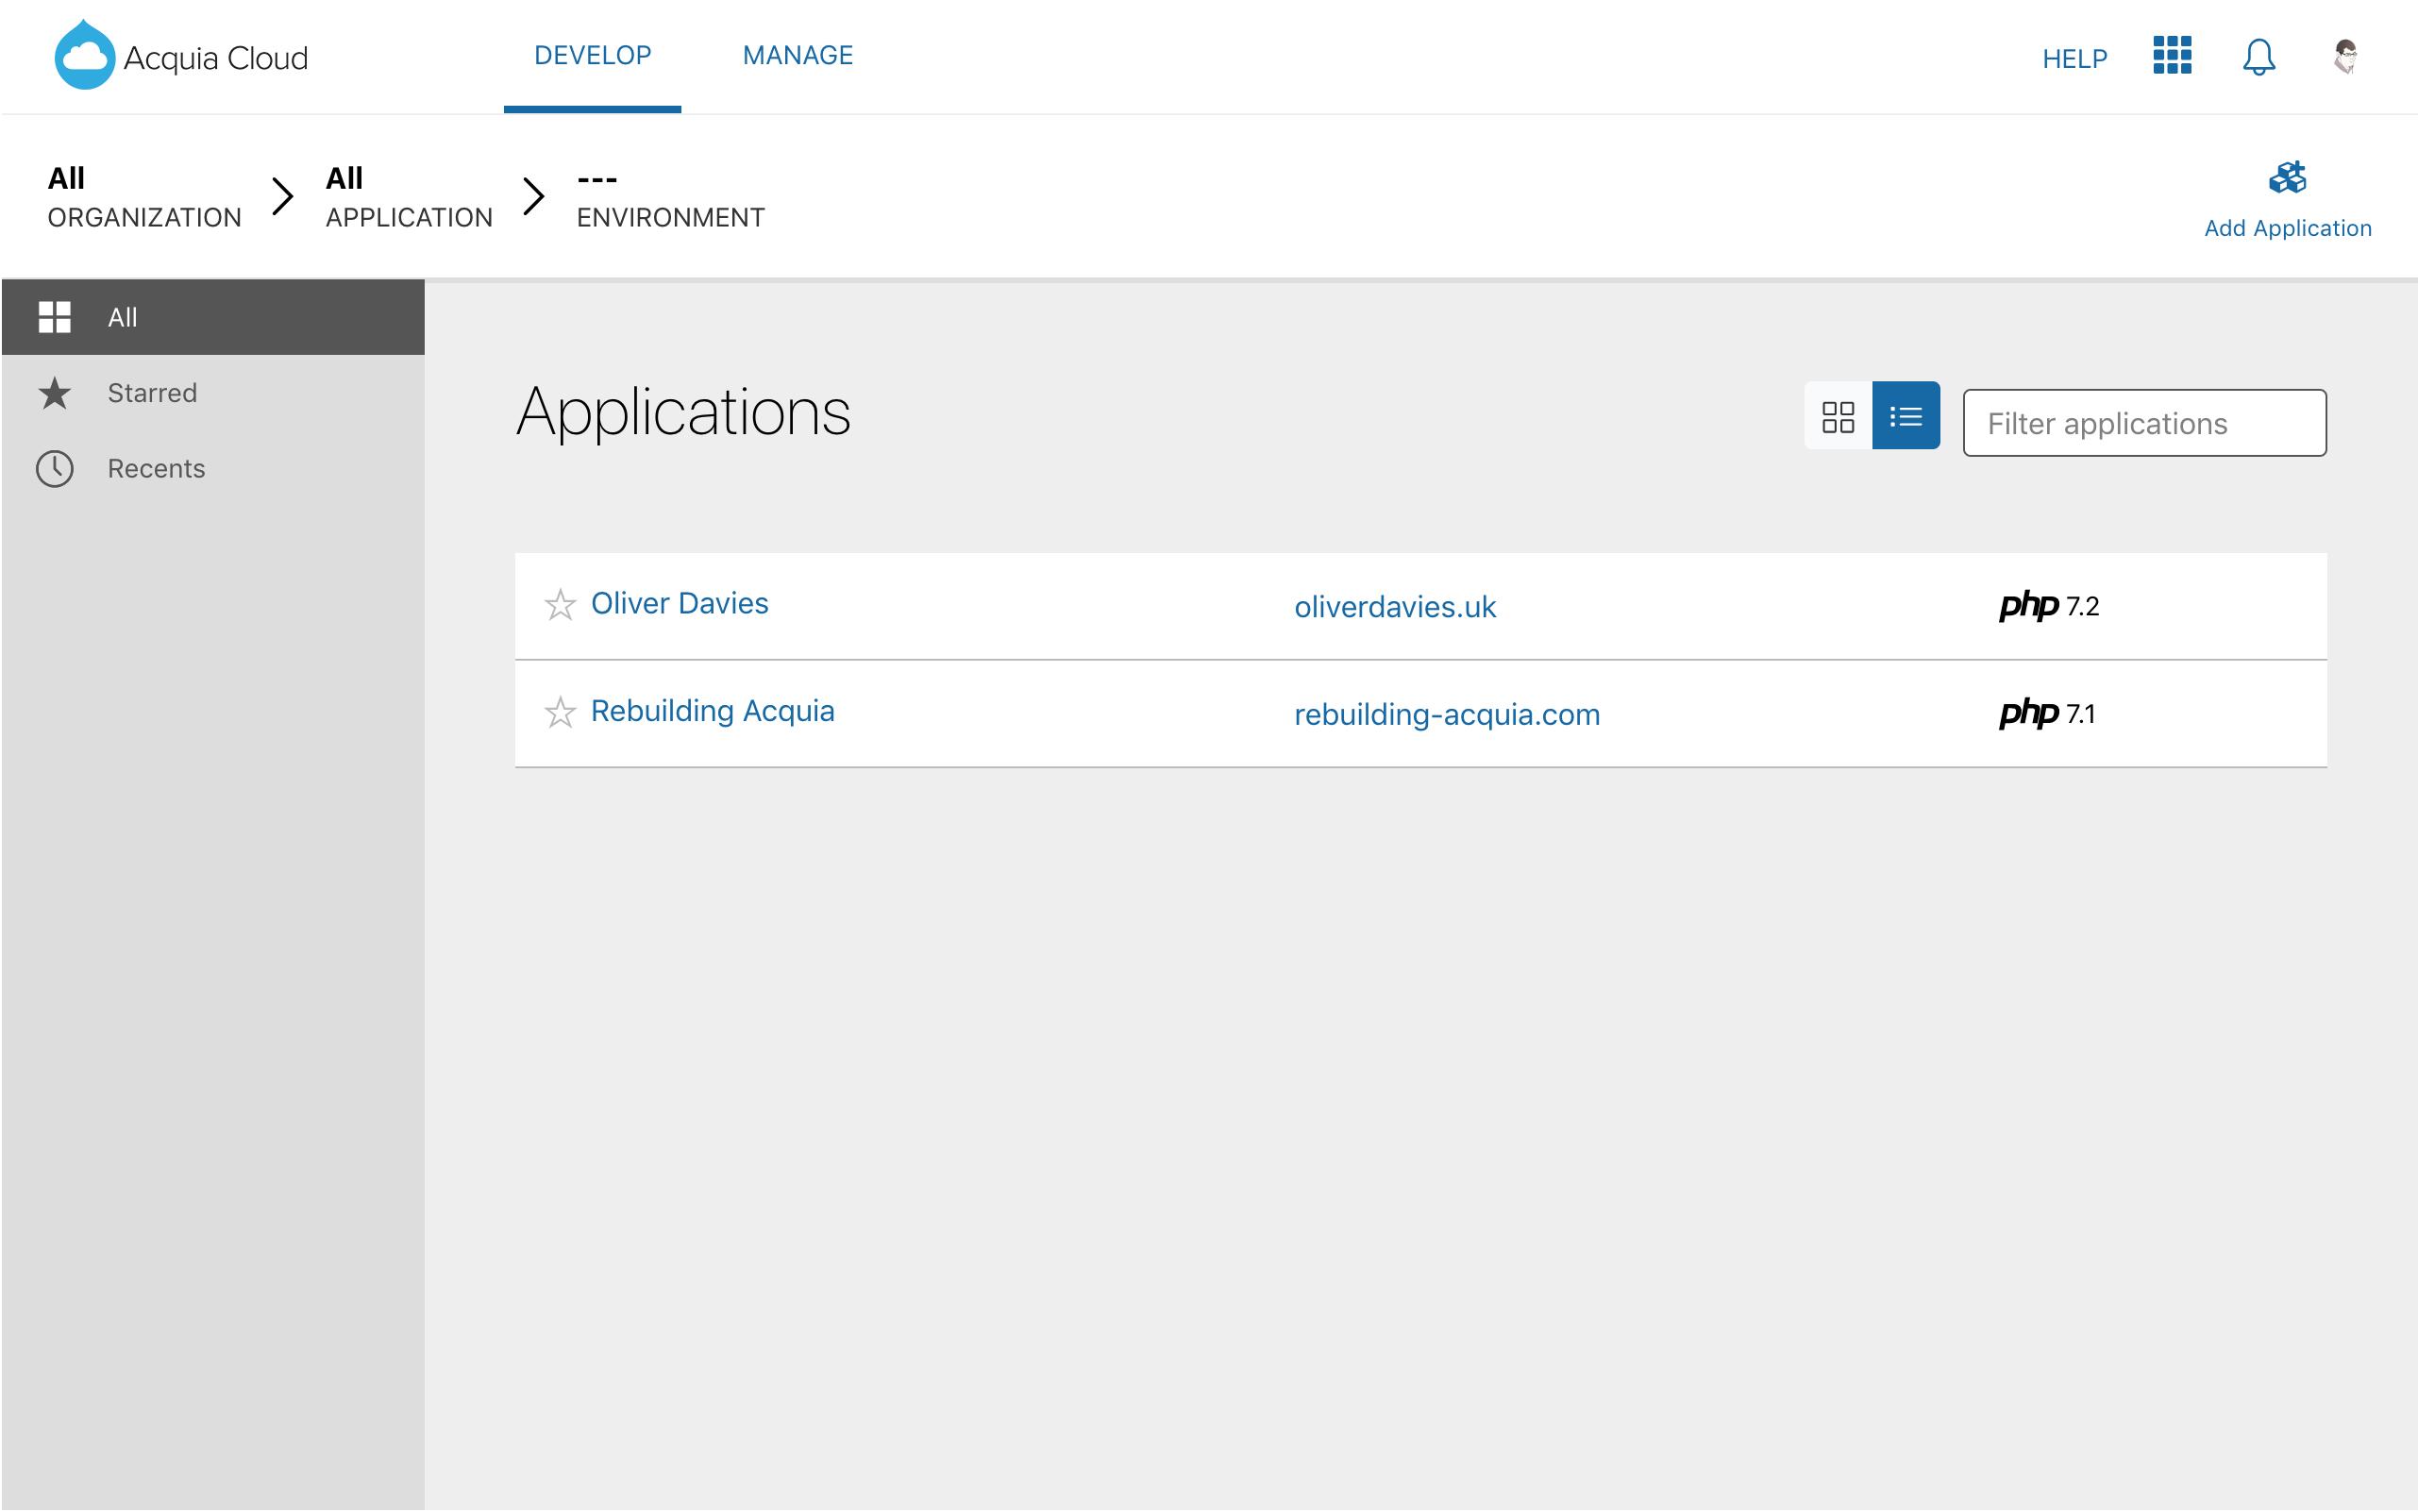 Acquia Cloud
DEVELOP
MANAGE
HELP
All
ORGANIZATION
All
APPLICATION
---
ENVIRONMENT
Add Application
All
Starred
Recents
Applications
Filter applications
Oliver Davies
oliverdavies.uk
php 7.2
Rebuilding Acquia
rebuilding-acquia.com
php 7.1